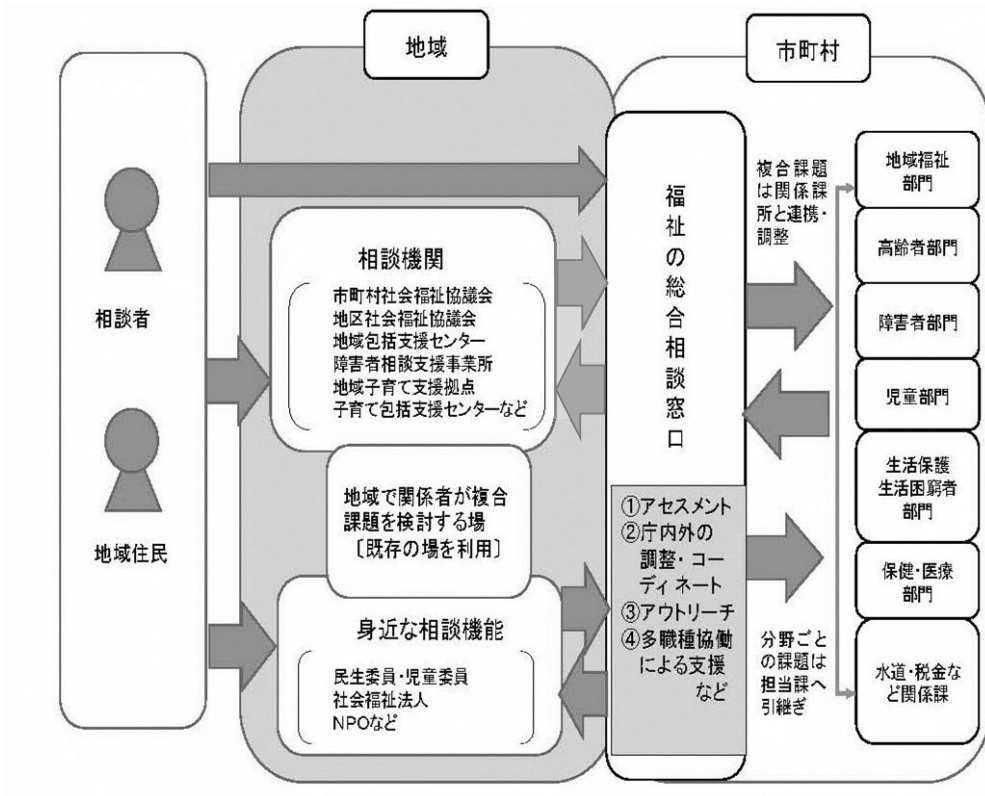 地域
市町村
相談者
地域住民
相談機関
市町村社会福祉協議会
地区社会福祉協議会
地域包括支援センター
障害者相談支援事業所
地域子育て支援拠点
子育て包括支援センターなど
地域で関係者が複合
課題を検討する場
〔既存の場を利用〕
身近な相談機能
民生委員・児童委員
社会福祉法人
NPOなど
福祉の総合相談窓口
①アセスメント
②庁内外の
調整・コー
ディネート
③アウトリーチ
④多職種協働
による支援
など
複合課題
は関係課
所と連携・
調整
分野ごと
の課題は
担当課へ
引継ぎ
地域福祉
部門
高齢者部門
障害者部門
児童部門
生活保護
生活困窮者
部門
保健・医療
部門
水道・税金な
ど関係課